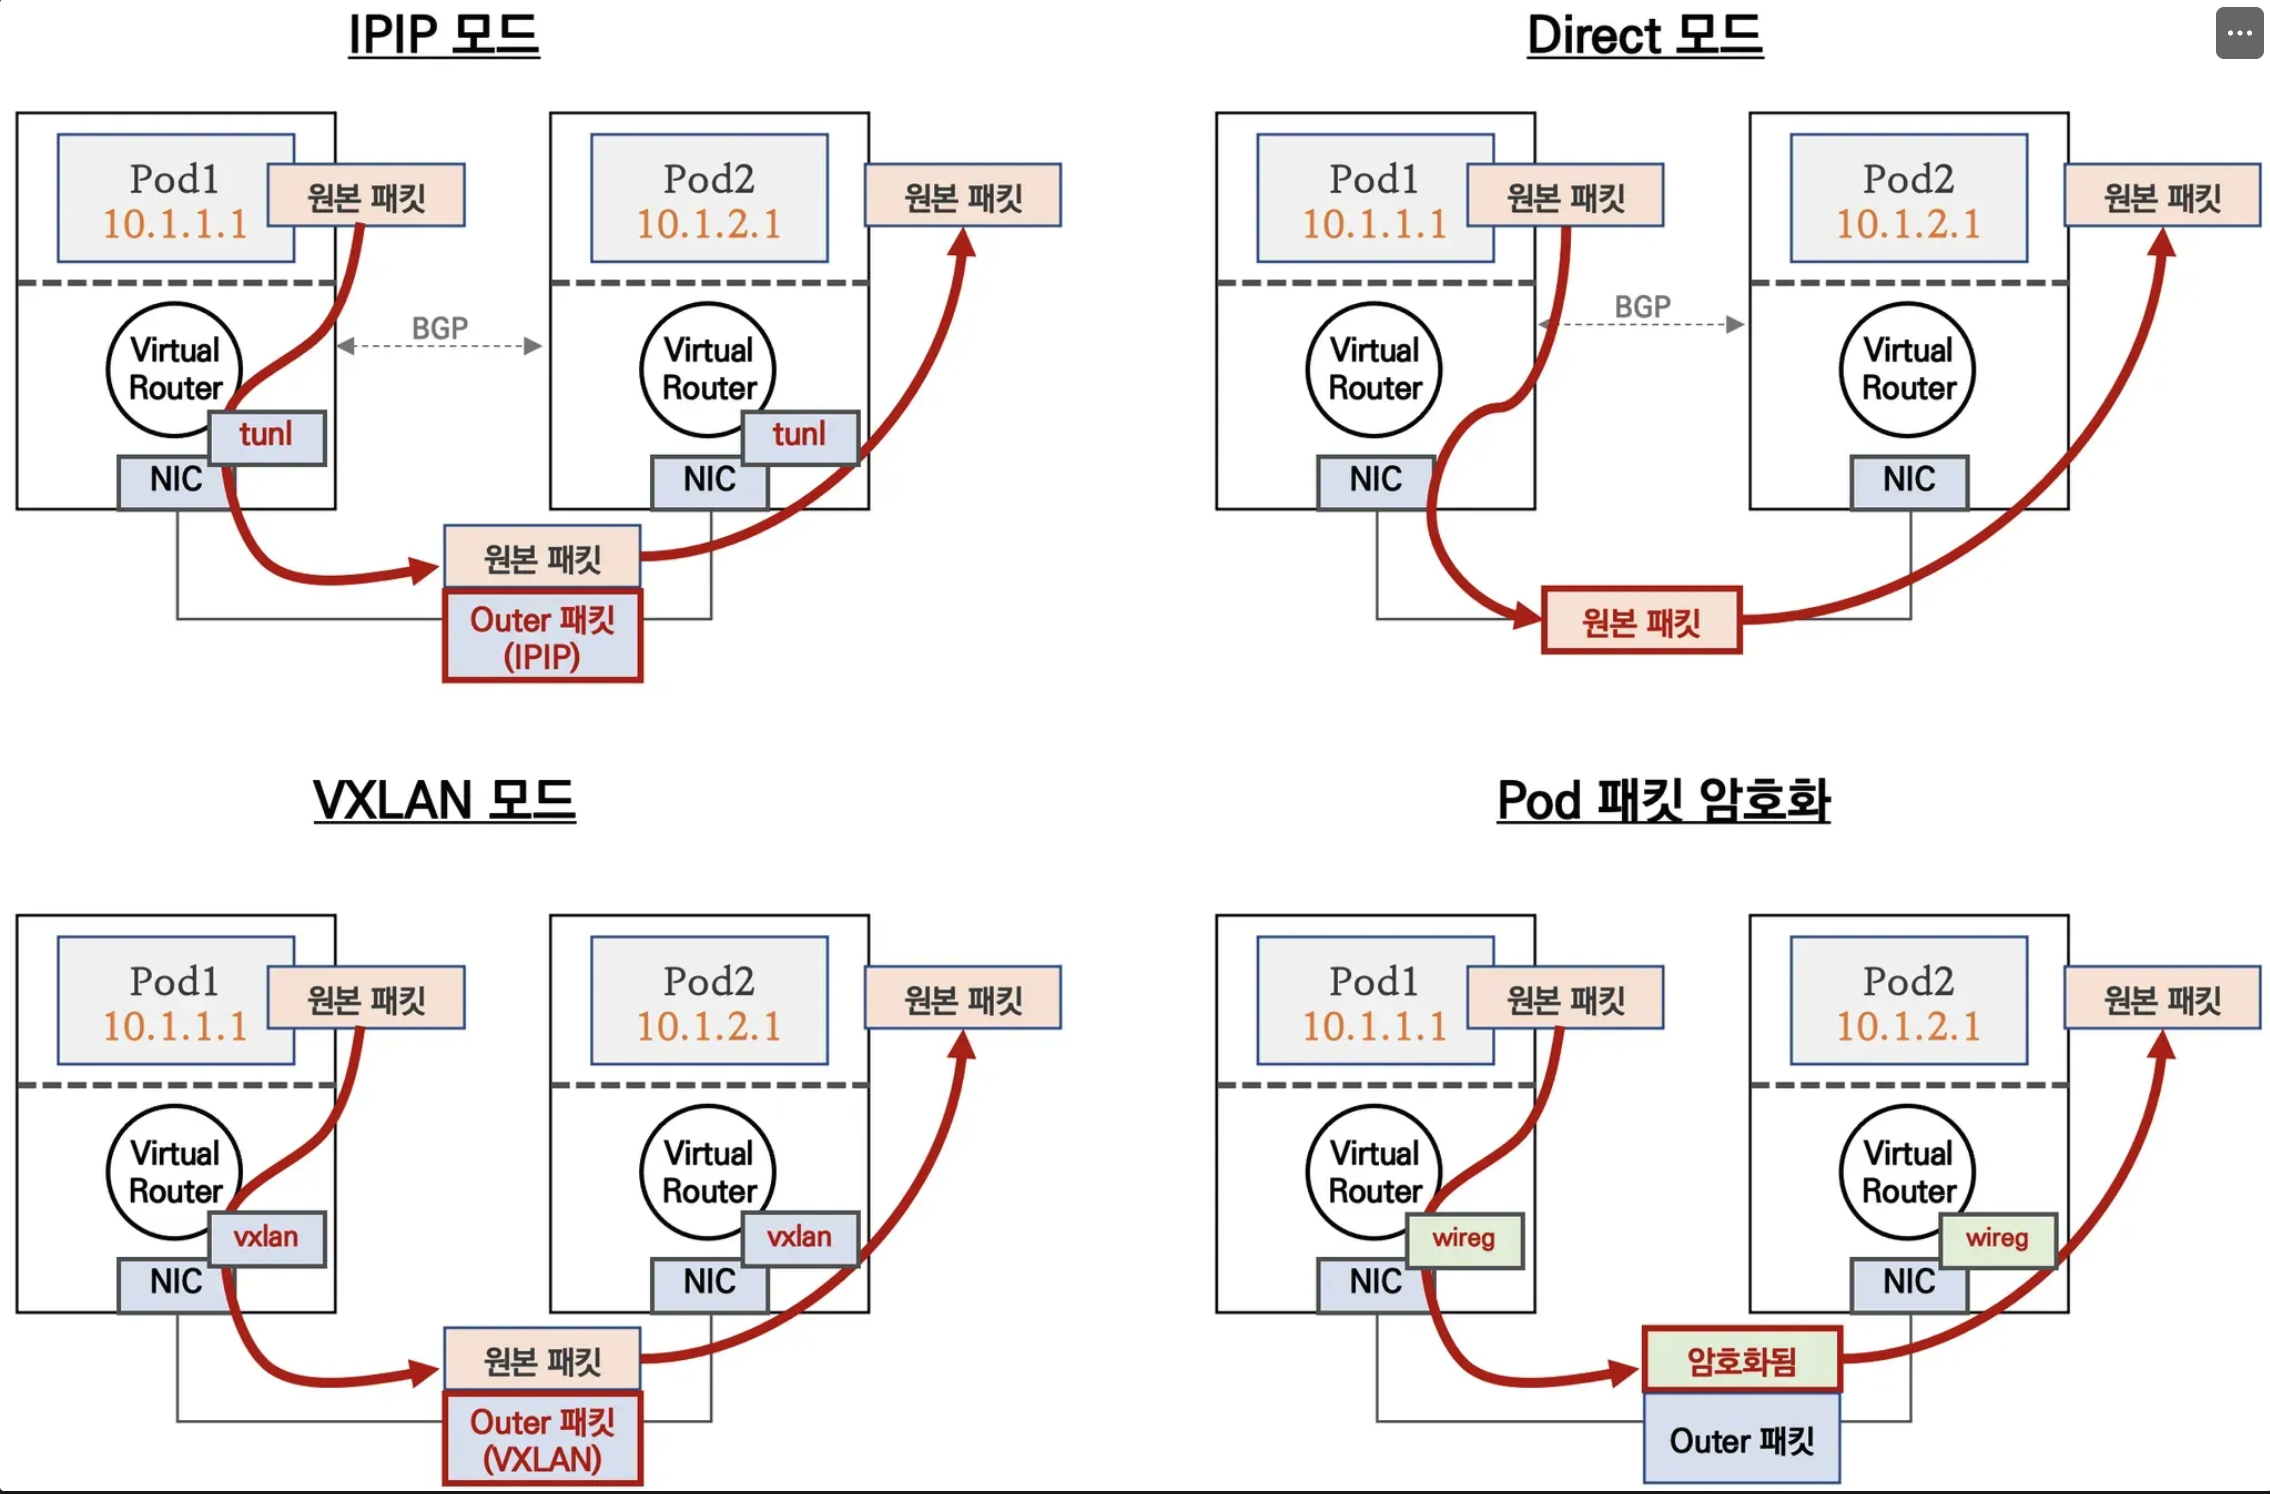 IPIP 모드
Pod1
10.1.1.1
원본 패킷
Pod2
10.1.2.1
원본 패킷
BGP
Virtual
Router
tunl
NIC
Virtual
Router
tunl
NIC
원본 패킷
Outer 패킷
(IPIP)
Direct 모드
Pod1
10.1.1.1
원본 패킷
Pod2
10.1.2.1
원본 패킷
BGP
Virtual
Router
NIC
Virtual
Router
NIC
원본 패킷
VXLAN 모드
Pod1
10.1.1.1
원본 패킷
Pod2
10.1.2.1
원본 패킷
Virtual
Router
vxlan
NIC
Virtual
Router
vxlan
NIC
원본 패킷
Outer 패킷
(VXLAN)
Pod 패킷 암호화
Pod1
10.1.1.1
원본 패킷
Pod2
10.1.2.1
원본 패킷
Virtual
Router
wireg
NIC
Virtual
Router
wireg
NIC
암호화됨
Outer 패킷